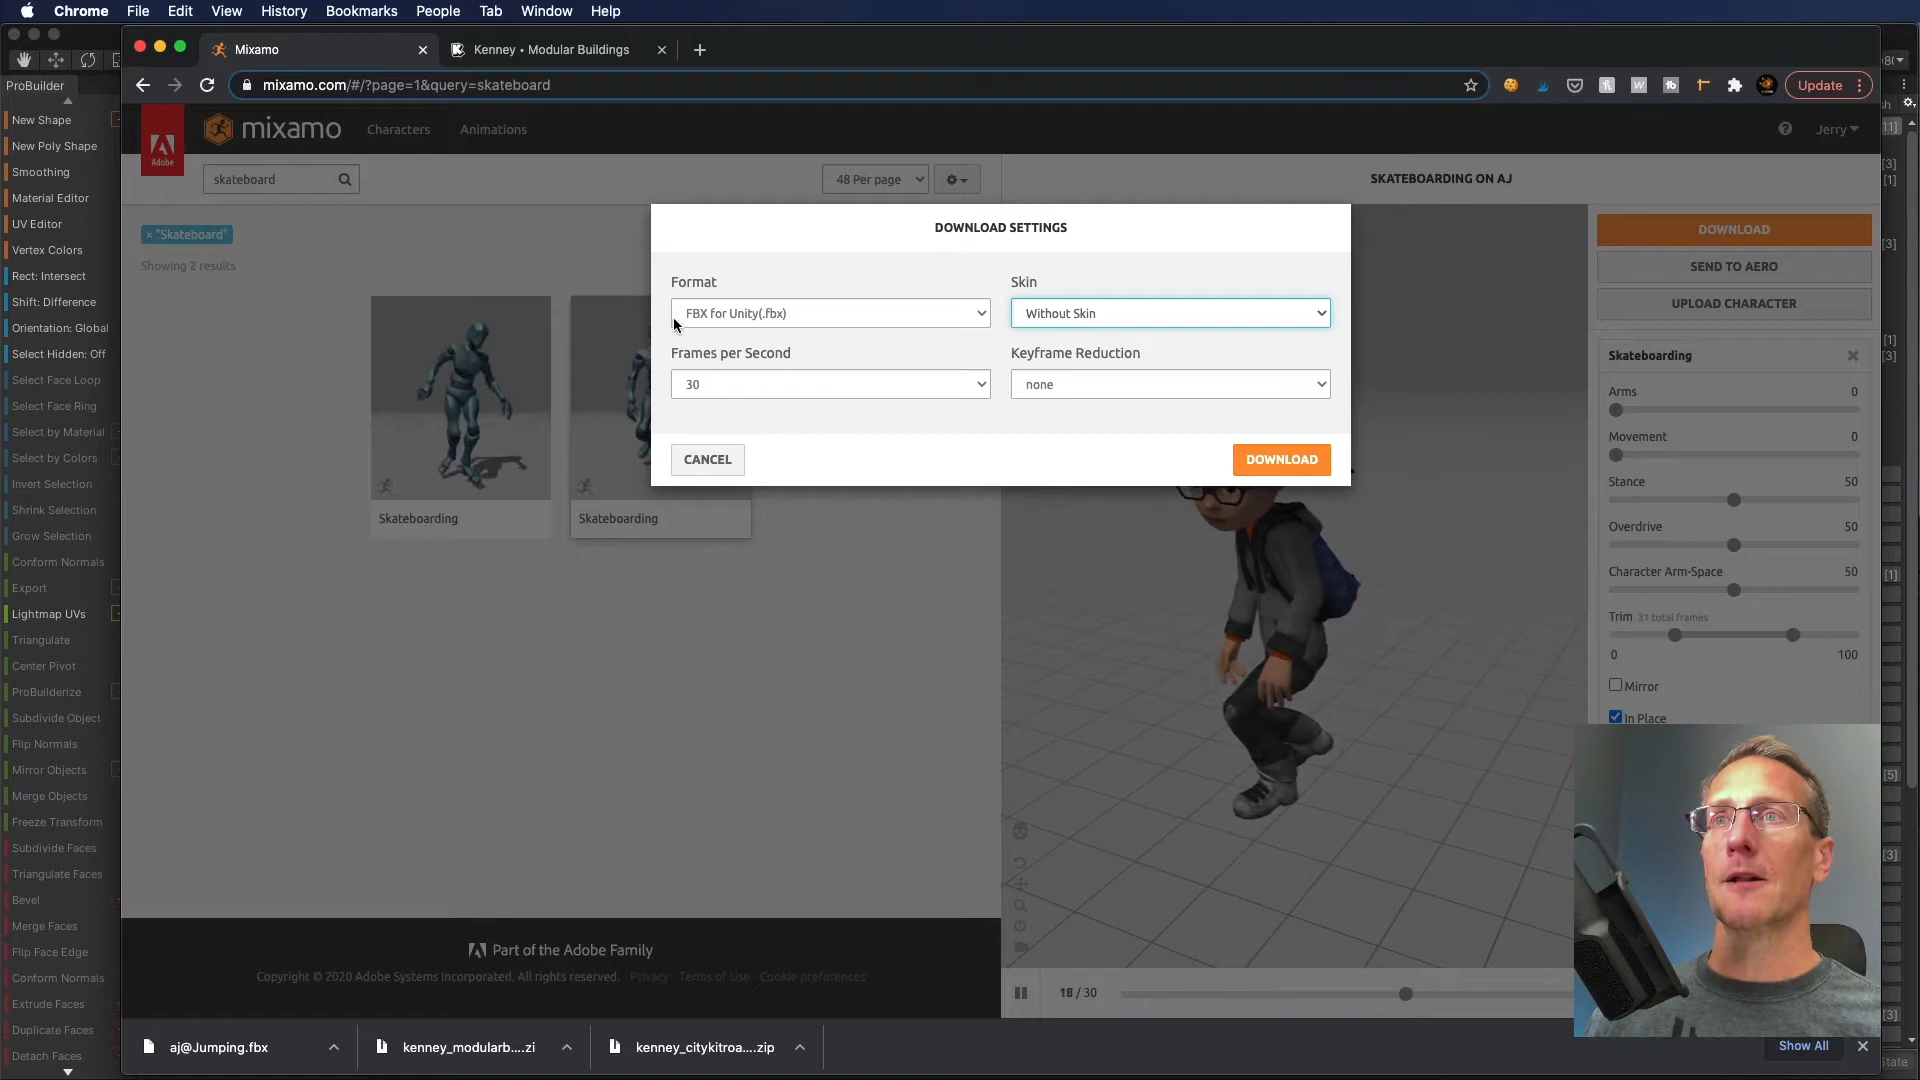 Chrome File Edit View History Bookmarks People Tab Window Help
Mixamo
Kenney • Modular Buildings
mixamo.com/#/?page=1&query=skateboard
Update
ProBuilder
New Shape
New Poly Shape
Smoothing
Material Editor
UV Editor
Vertex Colors
Rect: Intersect
Shift: Difference
Orientation: Global
Select Hidden: Off
Select Face Loop
Select Face Ring
Select by Material
Select by Colors
Invert Selection
Shrink Selection
Grow Selection
Conform Normals
Export
Lightmap UVs
Triangulate
Center Pivot
ProBuilderize
Subdivide Object
Flip Normals
Mirror Objects
Merge Objects
Freeze Transform
Subdivide Faces
Triangulate Faces
Bevel
Merge Faces
Flip Face Edge
Conform Normals
Extrude Faces
Duplicate Faces
Detach Faces
Adobe
mixamo
Characters
Animations
Jerry
skateboard
48 Per page
× "Skateboard"
Showing 2 results
Skateboarding
Skateboarding
SKATEBOARDING ON AJ
DOWNLOAD SETTINGS
Format
Skin
FBX for Unity(.fbx)
Without Skin
Frames per Second
Keyframe Reduction
30
none
CANCEL
DOWNLOAD
DOWNLOAD
SEND TO AERO
UPLOAD CHARACTER
Skateboarding
Arms 0
Movement 0
Stance 50
Overdrive 50
Character Arm-Space 50
Trim 31 total frames
0 100
Mirror
In Place
Part of the Adobe Family
Copyright © 2020 Adobe Systems Incorporated. All rights reserved. Privacy Terms of Use Cookie preferences
18 / 30
aj@Jumping.fbx
kenney_modularb....zi
kenney_citykitroa....zip
Show All
[11]
[3]
[1]
[3]
[1]
[3]
[1]
[5]
[3]
[3]